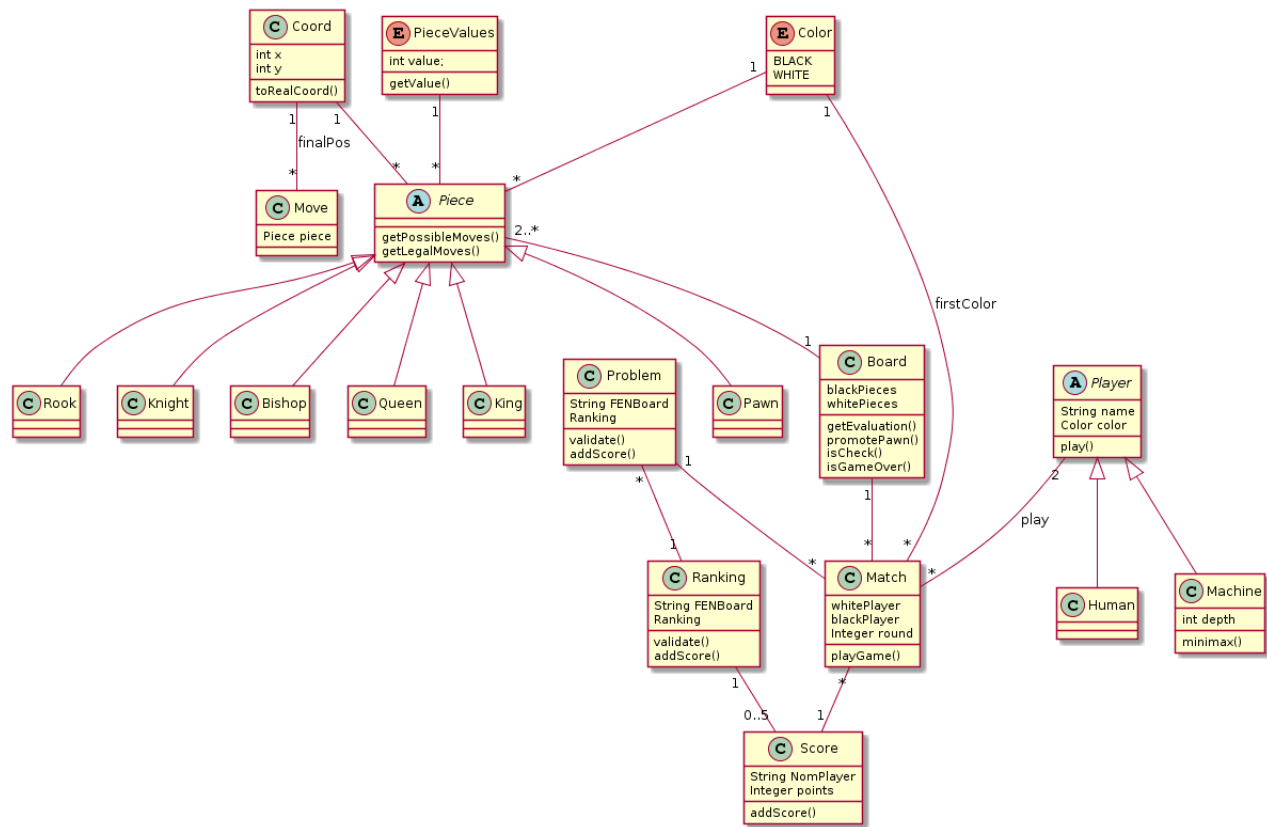 C Coord
int x
int y
toRealCoord()
E PieceValues
int value;
getValue()
E Color
BLACK
WHITE
1
1
1
1
1
finalPos
*
*
*
*
C Move
Piece piece
A Piece
getPossibleMoves()
getLegalMoves()
2..*
firstColor
1
C Rook
C Knight
C Bishop
C Queen
C King
C Pawn
C Problem
String FENBoard
Ranking
validate()
addScore()
C Board
blackPieces
whitePieces
getEvaluation()
promotePawn()
isCheck()
isGameOver()
A Player
String name
Color color
play()
*
1
1
2
play
1
*
*
*
*
C Ranking
String FENBoard
Ranking
validate()
addScore()
C Match
whitePlayer
blackPlayer
Integer round
playGame()
C Human
C Machine
int depth
minimax()
1
*
0..5
1
C Score
String NomPlayer
Integer points
addScore()